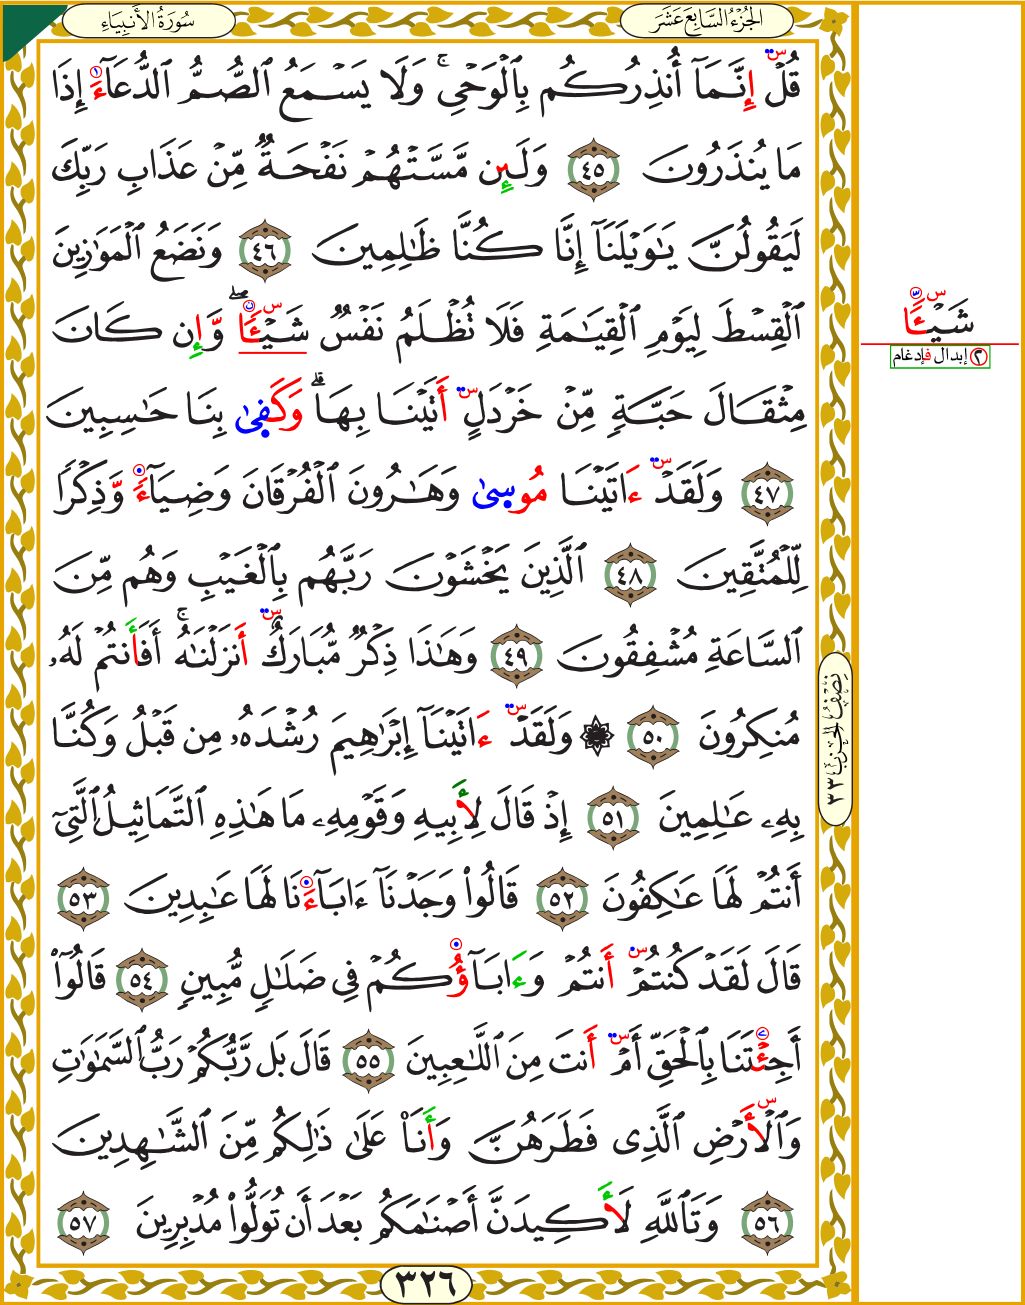 سُورَةُ الأَنبِيَاءِ
الجُزْءُ السَّابِعَ عَشَرَ
قُلْ إِنَّمَآ أُنذِرُكُم بِٱلْوَحْىِ ۚ وَلَا يَسْمَعُ ٱلصُّمُّ ٱلدُّعَآءَ إِذَا
مَا يُنذَرُونَ ٤٥ وَلَئِن مَّسَّتْهُمْ نَفْحَةٌ مِّنْ عَذَابِ رَبِّكَ
لَيَقُولُنَّ يَـٰوَيْلَنَآ إِنَّا كُنَّا ظَـٰلِمِينَ ٤٦ وَنَضَعُ ٱلْمَوَٰزِينَ
ٱلْقِسْطَ لِيَوْمِ ٱلْقِيَـٰمَةِ فَلَا تُظْلَمُ نَفْسٌ شَيْـًٔا ۖ وَّإِن كَانَ
مِثْقَالَ حَبَّةٍ مِّنْ خَرْدَلٍ أَتَيْنَا بِهَا ۗ وَكَفَىٰ بِنَا حَـٰسِبِينَ
٤٧ وَلَقَدْ ءَاتَيْنَا مُوسَىٰ وَهَـٰرُونَ ٱلْفُرْقَانَ وَضِيَآءً وَّذِكْرًا
لِّلْمُتَّقِينَ ٤٨ ٱلَّذِينَ يَخْشَوْنَ رَبَّهُم بِٱلْغَيْبِ وَهُم مِّنَ
ٱلسَّاعَةِ مُشْفِقُونَ ٤٩ وَهَـٰذَا ذِكْرٌ مُّبَارَكٌ أَنزَلْنَـٰهُ ۚ أَفَأَنتُمْ لَهُۥ
مُنكِرُونَ ٥٠ ۞ وَلَقَدْ ءَاتَيْنَآ إِبْرَٰهِيمَ رُشْدَهُۥ مِن قَبْلُ وَكُنَّا
بِهِۦ عَـٰلِمِينَ ٥١ إِذْ قَالَ لِأَبِيهِ وَقَوْمِهِۦ مَا هَـٰذِهِ ٱلتَّمَاثِيلُ ٱلَّتِىٓ
أَنتُمْ لَهَا عَـٰكِفُونَ ٥٢ قَالُوا۟ وَجَدْنَآ ءَابَآءَنَا لَهَا عَـٰبِدِينَ ٥٣
قَالَ لَقَدْ كُنتُمْ أَنتُمْ وَءَابَآؤُكُمْ فِى ضَلَـٰلٍ مُّبِينٍ ٥٤ قَالُوٓا۟
أَجِئْتَنَا بِٱلْحَقِّ أَمْ أَنتَ مِنَ ٱللَّـٰعِبِينَ ٥٥ قَالَ بَل رَّبُّكُمْ رَبُّ ٱلسَّمَـٰوَٰتِ
وَٱلْأَرْضِ ٱلَّذِى فَطَرَهُنَّ وَأَنَا۠ عَلَىٰ ذَٰلِكُم مِّنَ ٱلشَّـٰهِدِينَ
٥٦ وَتَٱللَّهِ لَأَكِيدَنَّ أَصْنَـٰمَكُم بَعْدَ أَن تُوَلُّوا۟ مُدْبِرِينَ ٥٧
٣٢٦
شَيْـًٔا
٢ إبدال فإدغام
نِصْفُ الحِزْبِ ٣٣